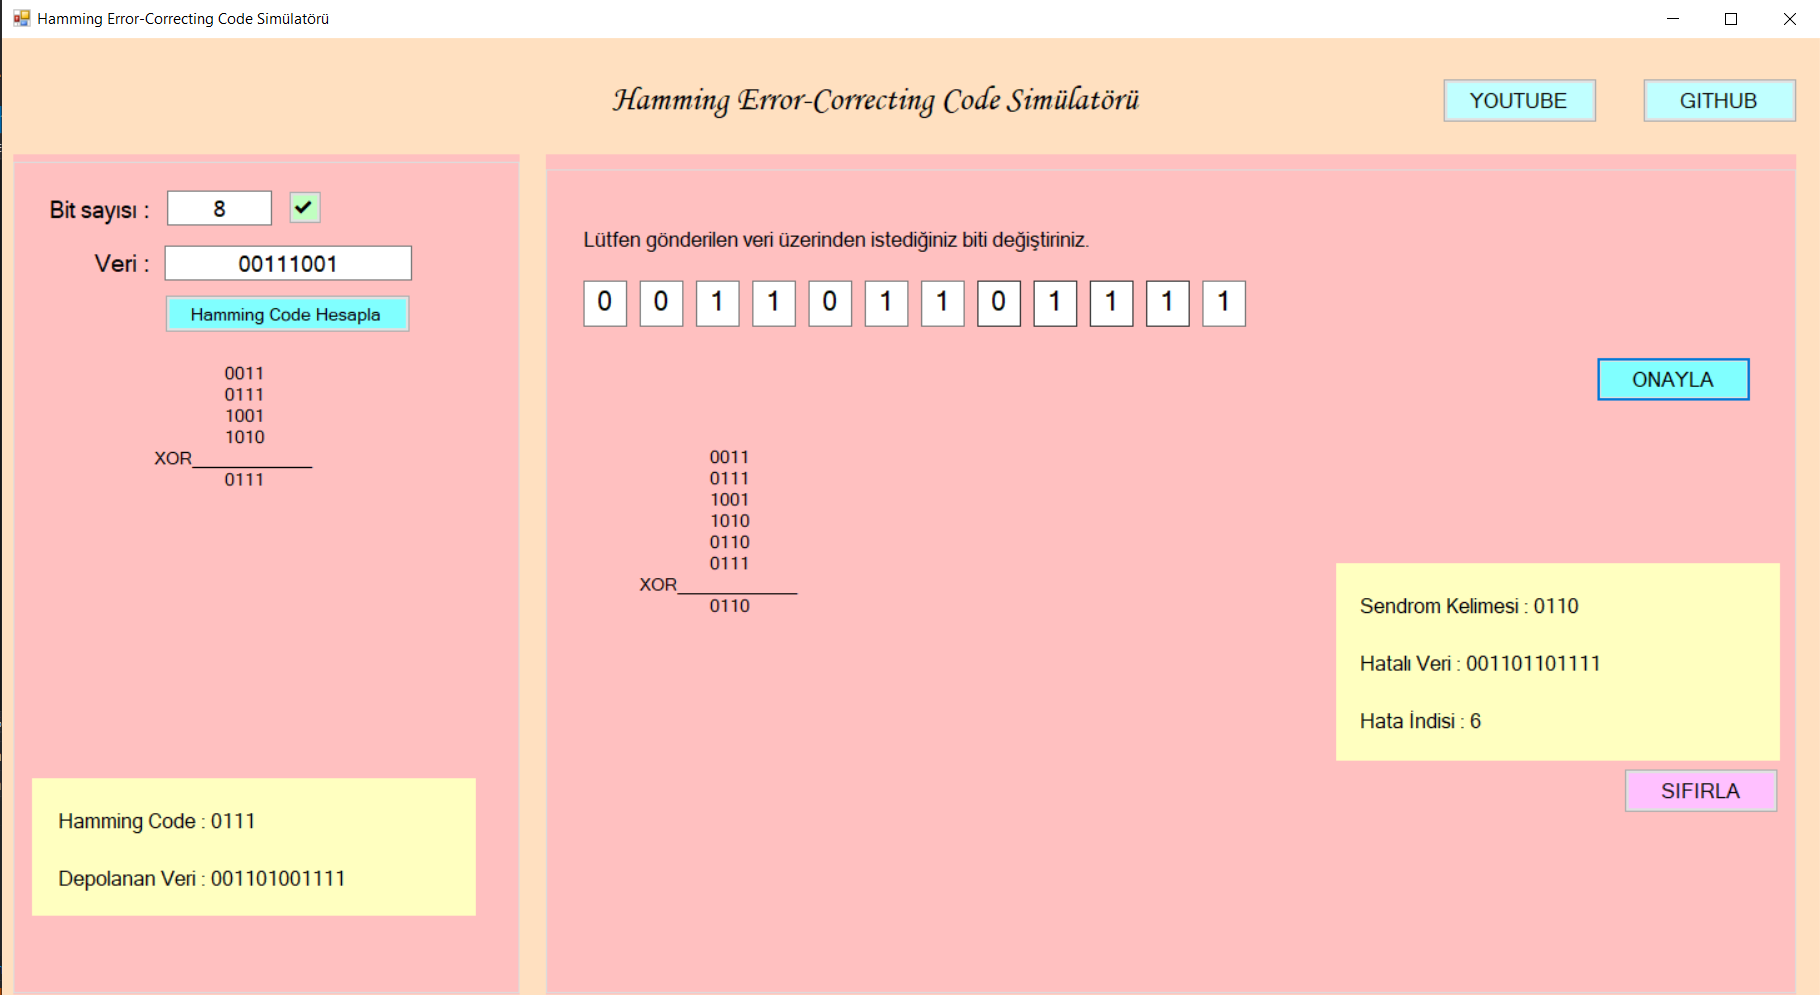 Hamming Error-Correcting Code Simülatörü
Hamming Error-Correcting Code Simülatörü
YOUTUBE
GITHUB
Bit sayısı : 8
Veri : 00111001
Hamming Code Hesapla
0011
0111
1001
1010
XOR____________
0111
Hamming Code : 0111
Depolanan Veri : 001101001111
Lütfen gönderilen veri üzerinden istediğiniz biti değiştiriniz.
0 0 1 1 0 1 1 0 1 1 1 1
ONAYLA
0011
0111
1001
1010
0110
0111
XOR____________
0110
Sendrom Kelimesi : 0110
Hatalı Veri : 001101101111
Hata İndisi : 6
SIFIRLA